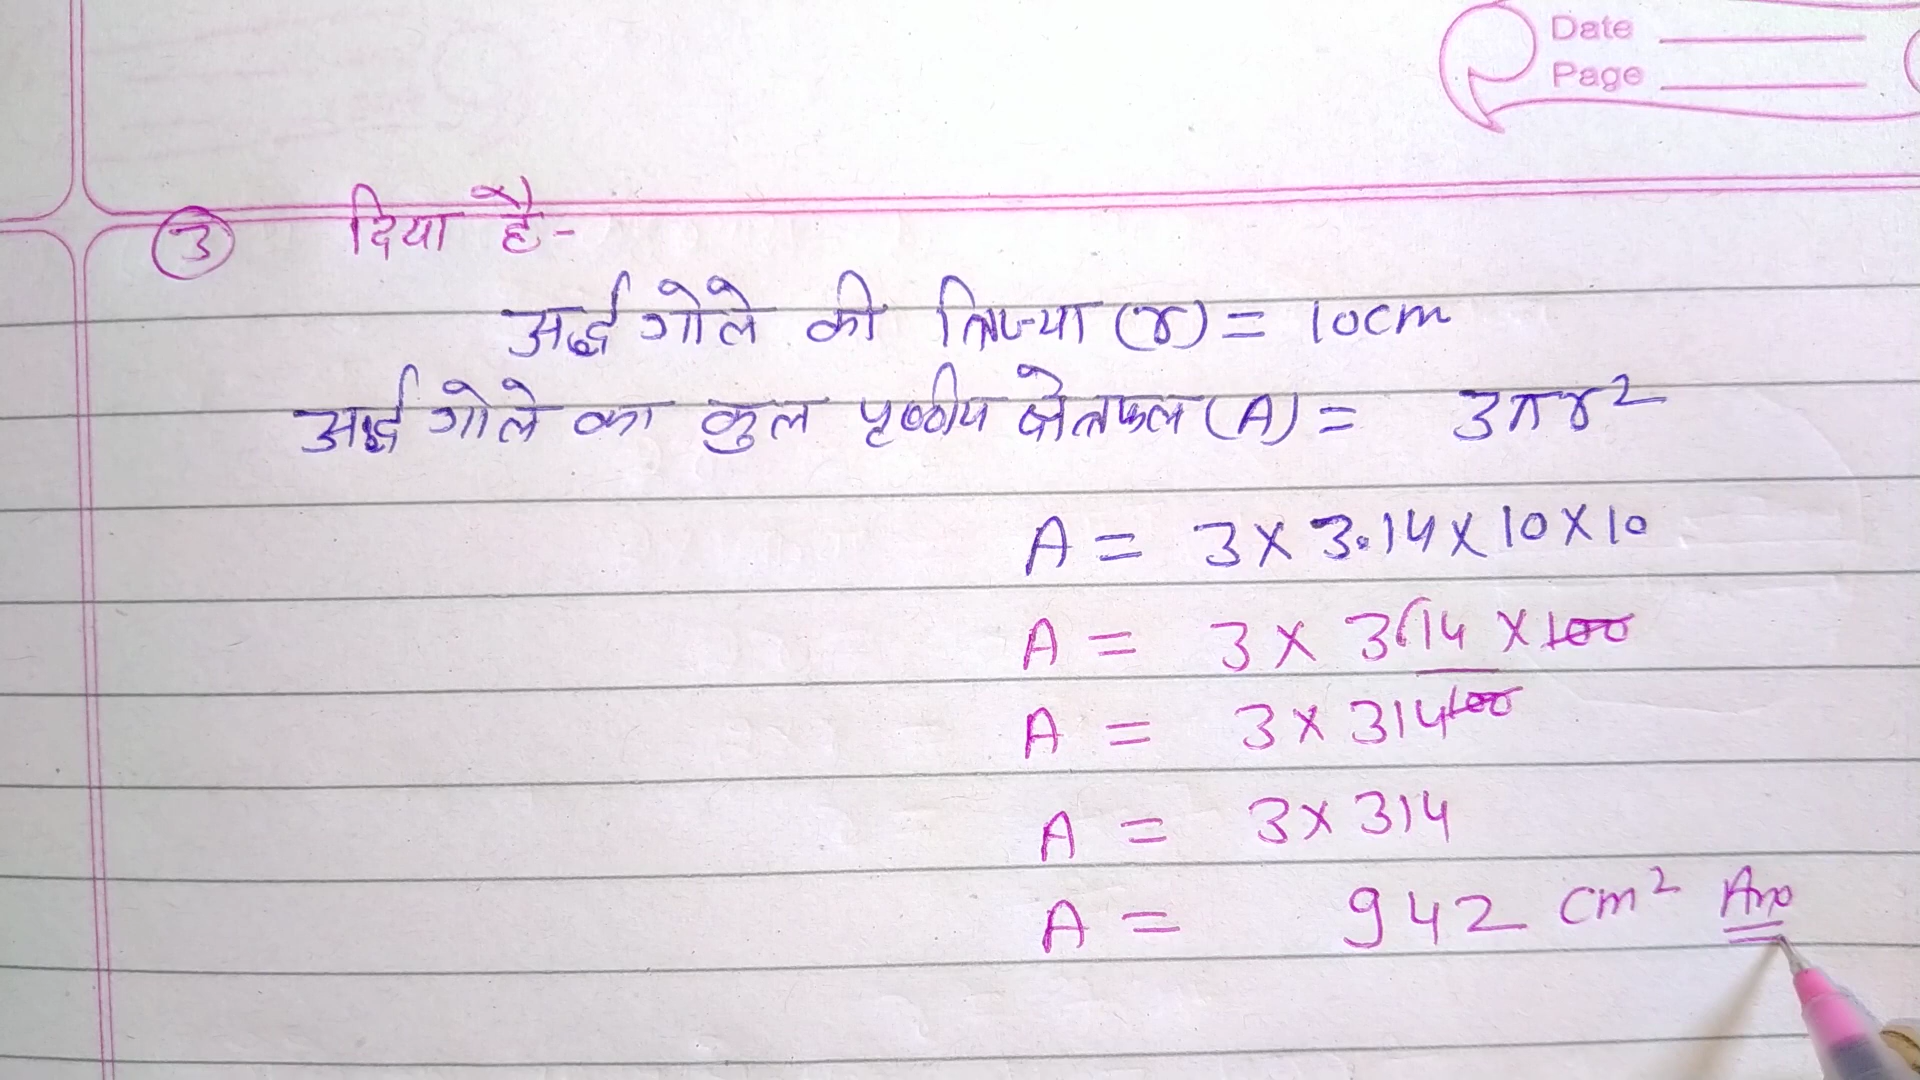 Date
Page
③ दिया है-
अर्द्ध गोले की त्रिज्या (r) = 10cm
अर्द्ध गोले का कुल पृष्ठीय क्षेत्रफल (A) = 3πr²
A = 3 × 3.14 × 10 × 10
A = 3 × 3.14 × 100
A = 3 × 314 100
A = 3 × 314
A = 942 cm² Ans